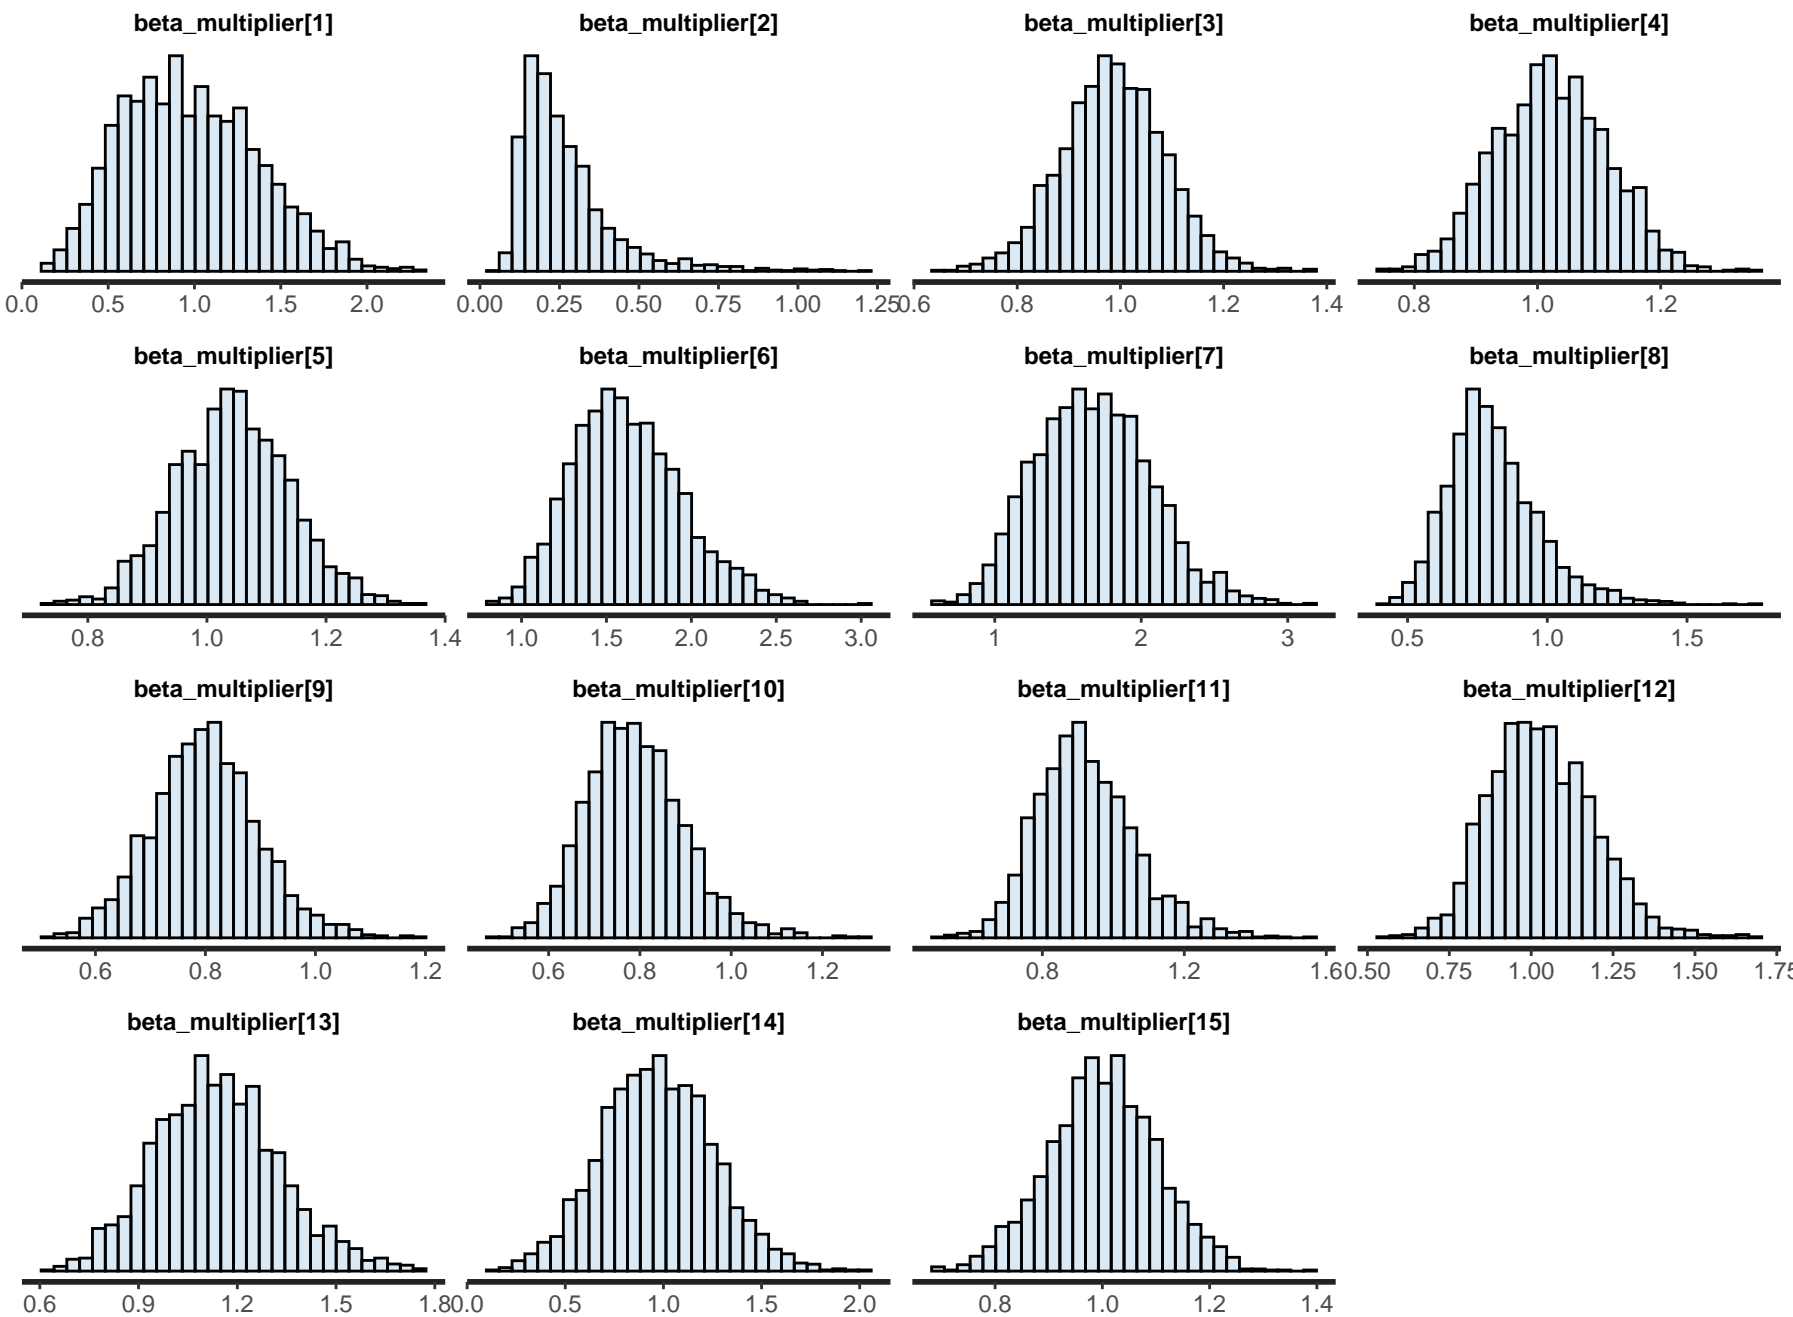 beta_multiplier[1] beta_multiplier[2] beta_multiplier[3] beta_multiplier[4]
0.0 0.5 1.0 1.5 2.0 0.00 0.25 0.50 0.75 1.00 1.25 0.6 0.8 1.0 1.2 1.4 0.8 1.0 1.2
beta_multiplier[5] beta_multiplier[6] beta_multiplier[7] beta_multiplier[8]
0.8 1.0 1.2 1.4 1.0 1.5 2.0 2.5 3.0 1 2 3 0.5 1.0 1.5
beta_multiplier[9] beta_multiplier[10] beta_multiplier[11] beta_multiplier[12]
0.6 0.8 1.0 1.2 0.6 0.8 1.0 1.2 0.8 1.2 1.6 0.50 0.75 1.00 1.25 1.50 1.75
beta_multiplier[13] beta_multiplier[14] beta_multiplier[15]
0.6 0.9 1.2 1.5 1.8 0.0 0.5 1.0 1.5 2.0 0.8 1.0 1.2 1.4